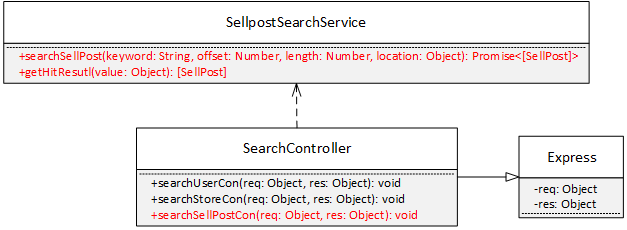 SellpostSearchService
+searchSellPost(keyword: String, offset: Number, length: Number, location: Object): Promise<[SellPost]>
+getHitResutl(value: Object): [SellPost]
SearchController
+searchUserCon(req: Object, res: Object): void
+searchStoreCon(req: Object, res: Object): void
+searchSellPostCon(req: Object, res: Object): void
Express
-req: Object
-res: Object